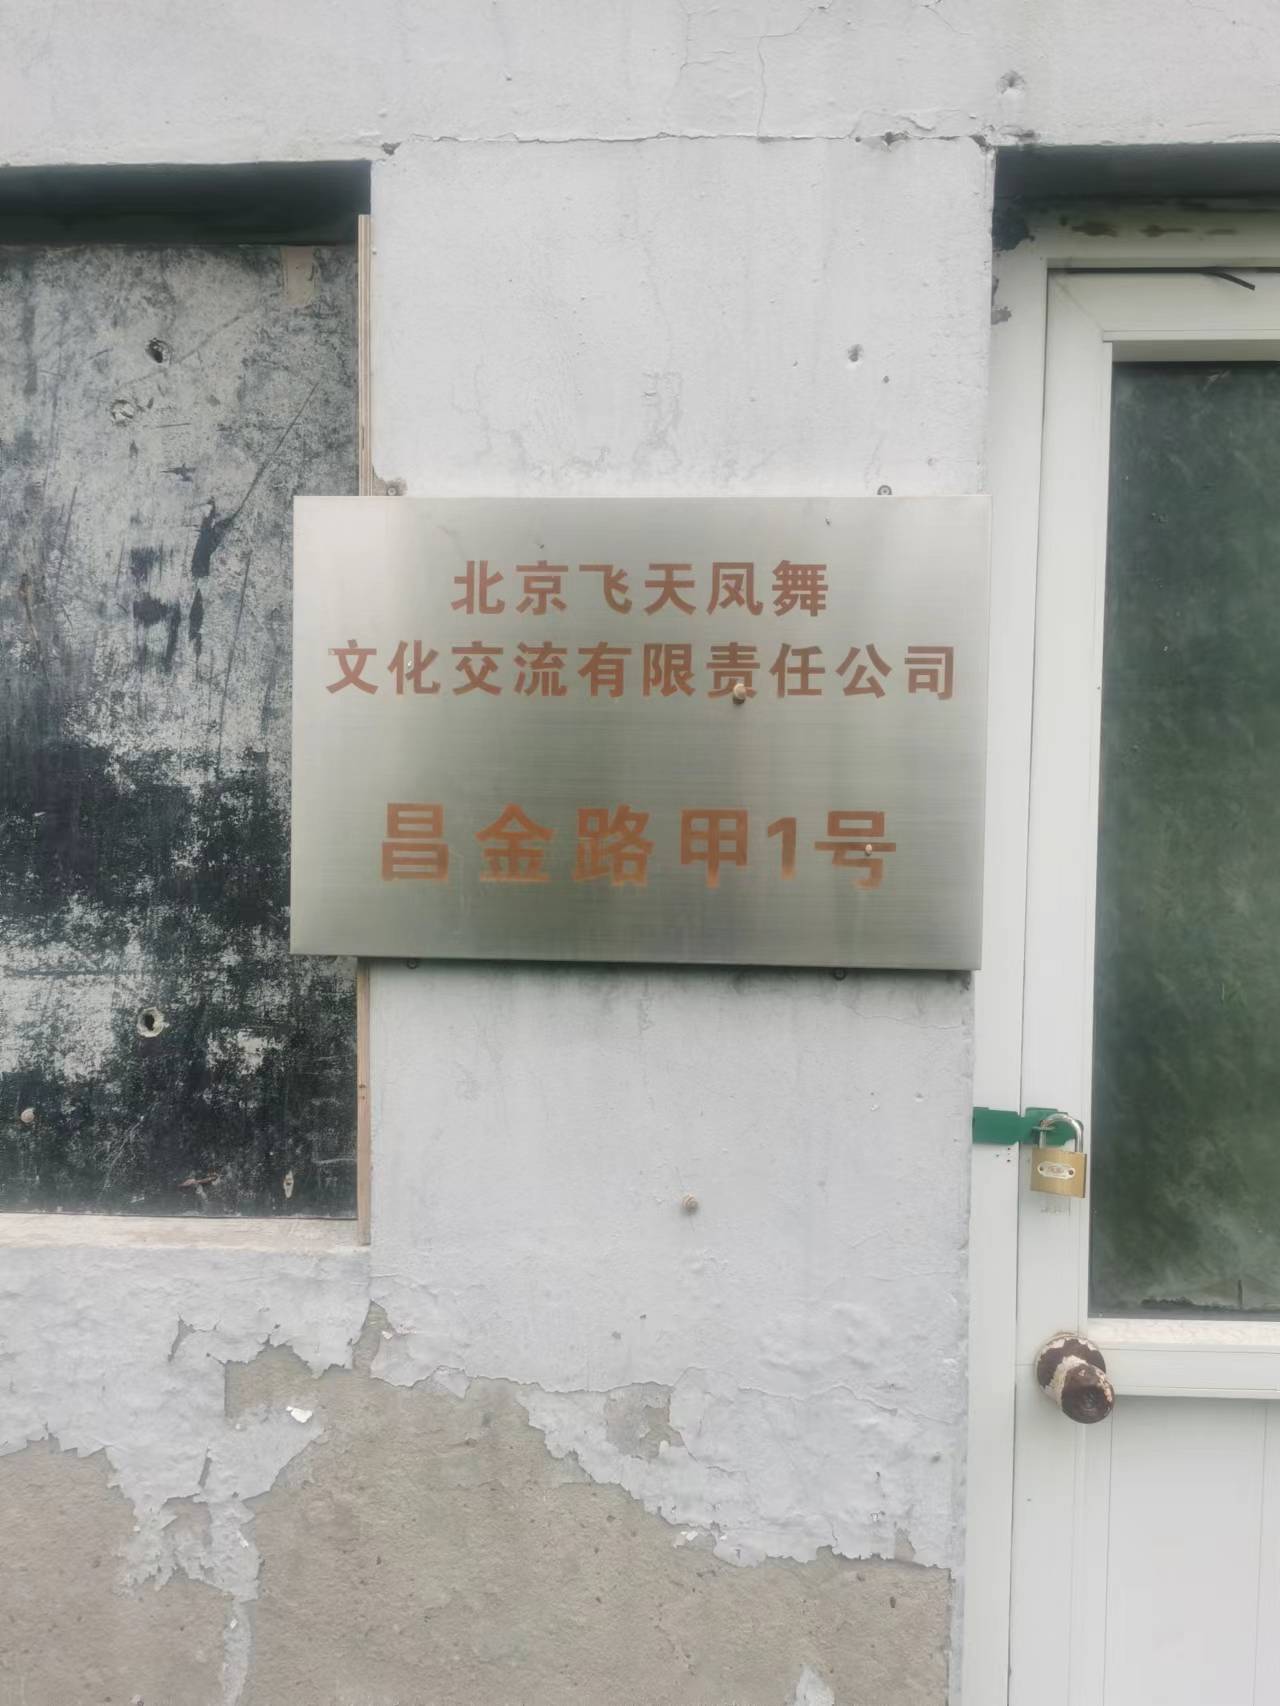 北京飞天凤舞
文化交流有限责任公司
昌金路甲1号